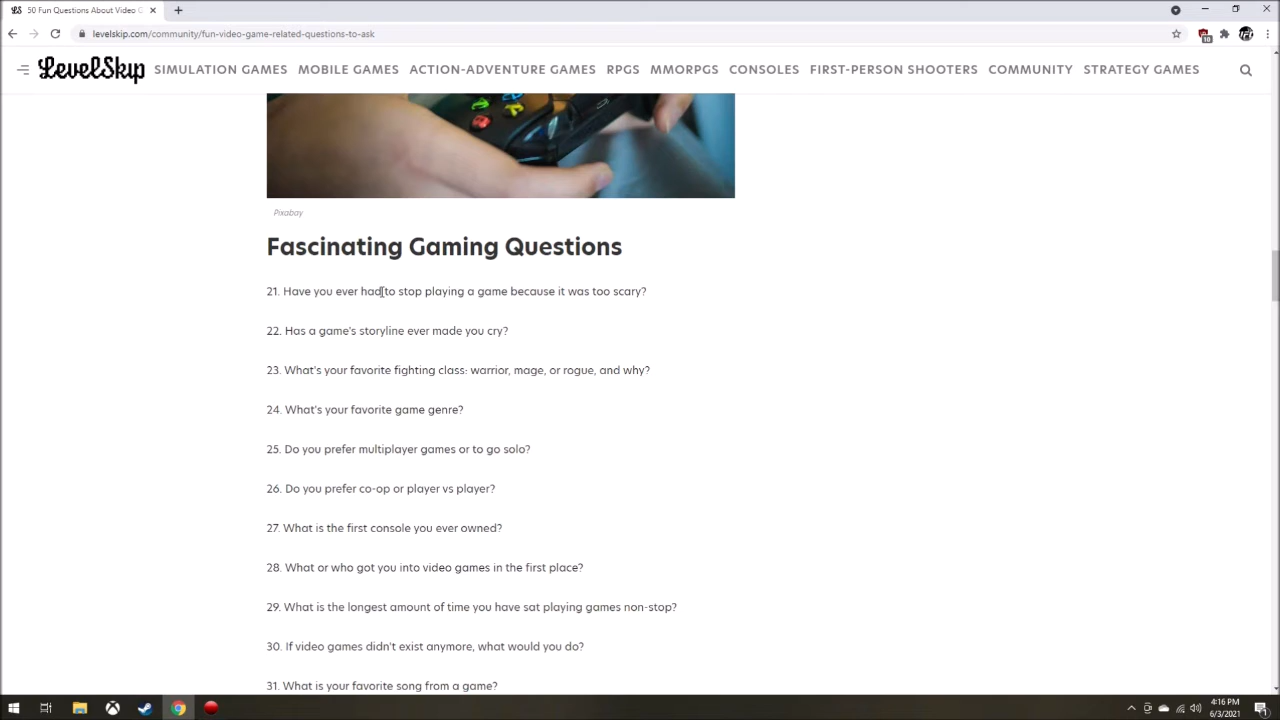 50 Fun Questions About Video G
levelskip.com/community/fun-video-game-related-questions-to-ask
10
LevelSkip SIMULATION GAMES MOBILE GAMES ACTION-ADVENTURE GAMES RPGS MMORPGS CONSOLES FIRST-PERSON SHOOTERS COMMUNITY STRATEGY GAMES
Pixabay
Fascinating Gaming Questions
21. Have you ever had to stop playing a game because it was too scary?
22. Has a game's storyline ever made you cry?
23. What's your favorite fighting class: warrior, mage, or rogue, and why?
24. What's your favorite game genre?
25. Do you prefer multiplayer games or to go solo?
26. Do you prefer co-op or player vs player?
27. What is the first console you ever owned?
28. What or who got you into video games in the first place?
29. What is the longest amount of time you have sat playing games non-stop?
30. If video games didn't exist anymore, what would you do?
31. What is your favorite song from a game?
4:16 PM
6/3/2021
1